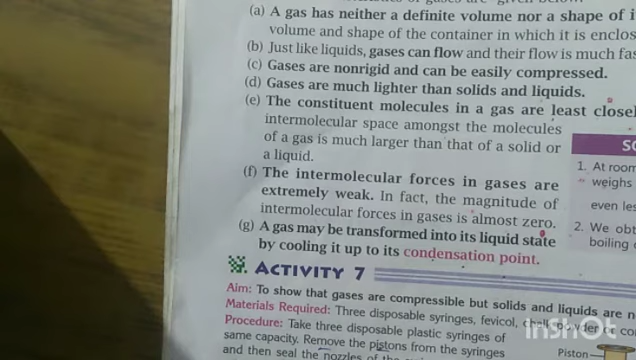 (a) A gas has neither a definite volume nor a shape of i
volume and shape of the container in which it is enclos
(b) Just like liquids, gases can flow and their flow is much fas
(c) Gases are nonrigid and can be easily compressed.
(d) Gases are much lighter than solids and liquids.
(e) The constituent molecules in a gas are least closel
intermolecular space amongst the molecules
of a gas is much larger than that of a solid or
a liquid.
(f) The intermolecular forces in gases are
extremely weak. In fact, the magnitude of
intermolecular forces in gases is almost zero.
(g) A gas may be transformed into its liquid state
by cooling it up to its condensation point.
SO
1. At room
weighs
even les
2. We obt
boiling
ACTIVITY 7
Aim: To show that gases are compressible but solids and liquids are n
Materials Required: Three disposable syringes, fevicol, chalk powder or co
Procedure: Take three disposable plastic syringes of
same capacity. Remove the pistons from the syringes
and then seal the nozzles of the
Piston
InShot